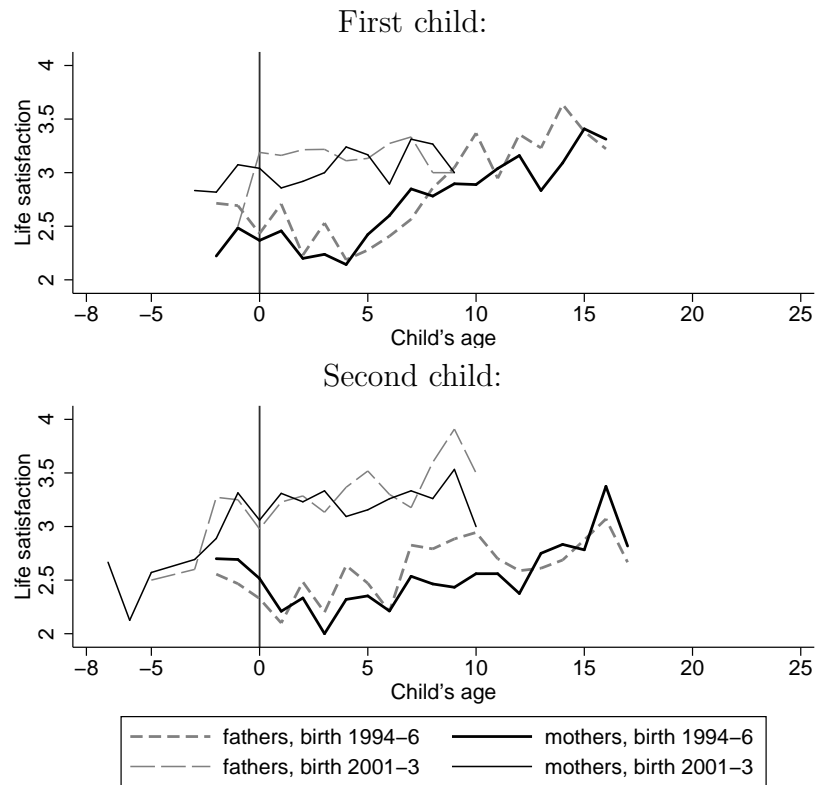 First child:
4
3.5
3
2.5
2
Life satisfaction
−8 −5 0 5 10 15 20 25
Child's age
Second child:
4
3.5
3
2.5
2
Life satisfaction
−8 −5 0 5 10 15 20 25
Child's age
fathers, birth 1994−6 mothers, birth 1994−6
fathers, birth 2001−3 mothers, birth 2001−3